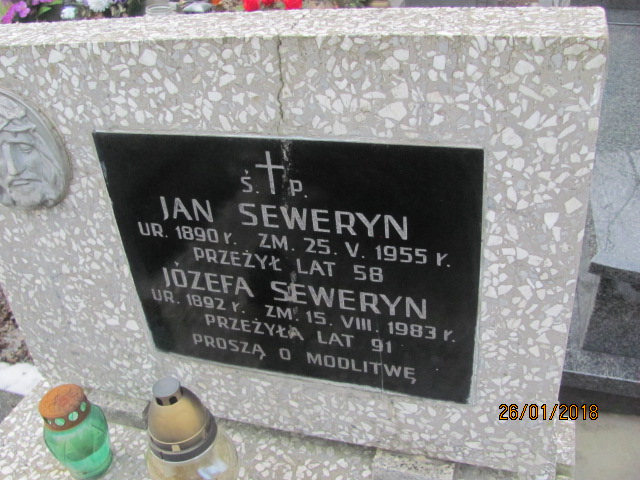 Ś. P.
JAN SEWERYN
UR. 1890 r. ZM. 25. V. 1955 r.
PRZEŻYŁ LAT 58
JÓZEFA SEWERYN
UR. 1892 r. ZM. 15. VIII. 1983 r.
PRZEŻYŁA LAT 91
PROSZĄ O MODLITWĘ
26/01/2018